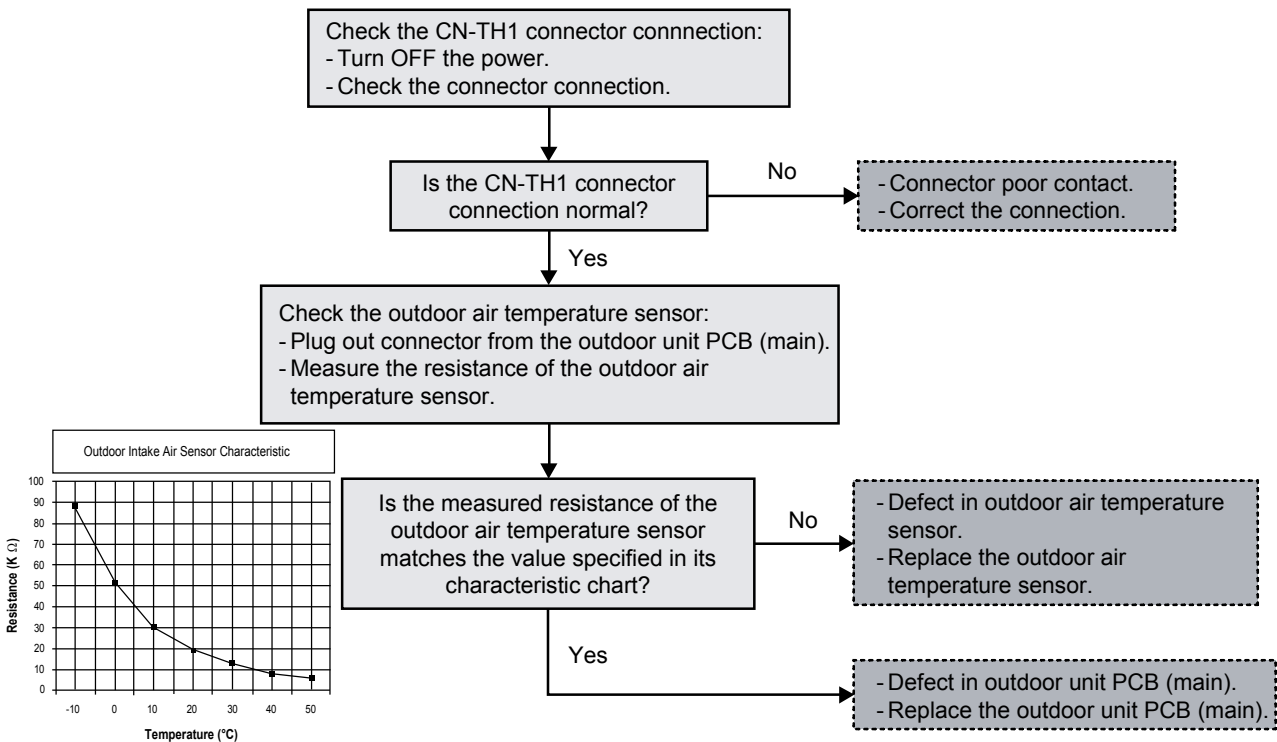 Check the CN-TH1 connector connnection:
- Turn OFF the power.
- Check the connector connection.
Is the CN-TH1 connector
connection normal?
No
- Connector poor contact.
- Correct the connection.
Yes
Check the outdoor air temperature sensor:
- Plug out connector from the outdoor unit PCB (main).
- Measure the resistance of the outdoor air
temperature sensor.
Outdoor Intake Air Sensor Characteristic
Resistance (K Ω)
100
90
80
70
60
50
40
30
20
10
0
-10 0 10 20 30 40 50
Temperature (°C)
Is the measured resistance of the
outdoor air temperature sensor
matches the value specified in its
characteristic chart?
No
- Defect in outdoor air temperature
sensor.
- Replace the outdoor air
temperature sensor.
Yes
- Defect in outdoor unit PCB (main).
- Replace the outdoor unit PCB (main).